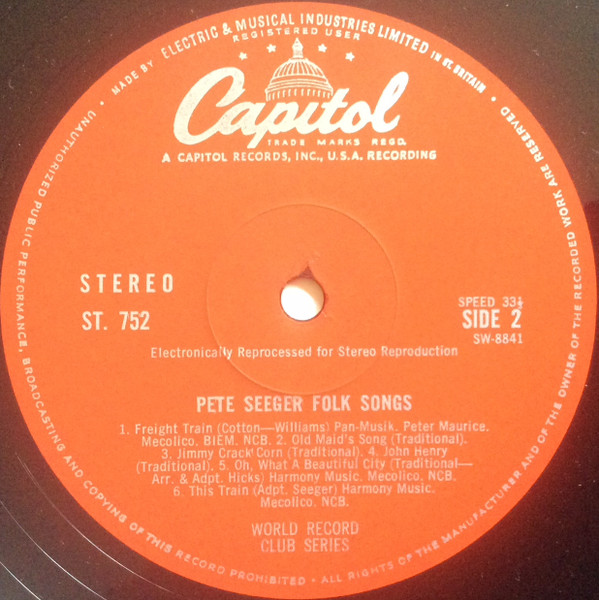 MADE BY ELECTRIC & MUSICAL INDUSTRIES LIMITED IN GT. BRITAIN •
REGISTERED USER
Capitol
TRADE MARKS REGD.
A CAPITOL RECORDS, INC., U.S.A. RECORDING
STEREO
ST. 752
SPEED 33⅓
SIDE 2
SW-8841
Electronically Reprocessed for Stereo Reproduction
PETE SEEGER FOLK SONGS
1. Freight Train (Cotton—Williams) Pan-Musik. Peter Maurice.
Mecolico. BIEM. NCB. 2. Old Maid's Song (Traditional).
3. Jimmy Crack Corn (Traditional). 4. John Henry
(Traditional). 5. Oh, What A Beautiful City (Traditional—
Arr. & Adpt. Hicks) Harmony Music. Mecolico. NCB.
6. This Train (Adpt. Seeger) Harmony Music.
Mecolico. NCB.
WORLD RECORD
CLUB SERIES
UNAUTHORIZED PUBLIC PERFORMANCE, BROADCASTING AND COPYING OF THIS RECORD PROHIBITED • ALL RIGHTS OF THE MANUFACTURER AND OF THE OWNER OF THE RECORDED WORK ARE RESERVED •